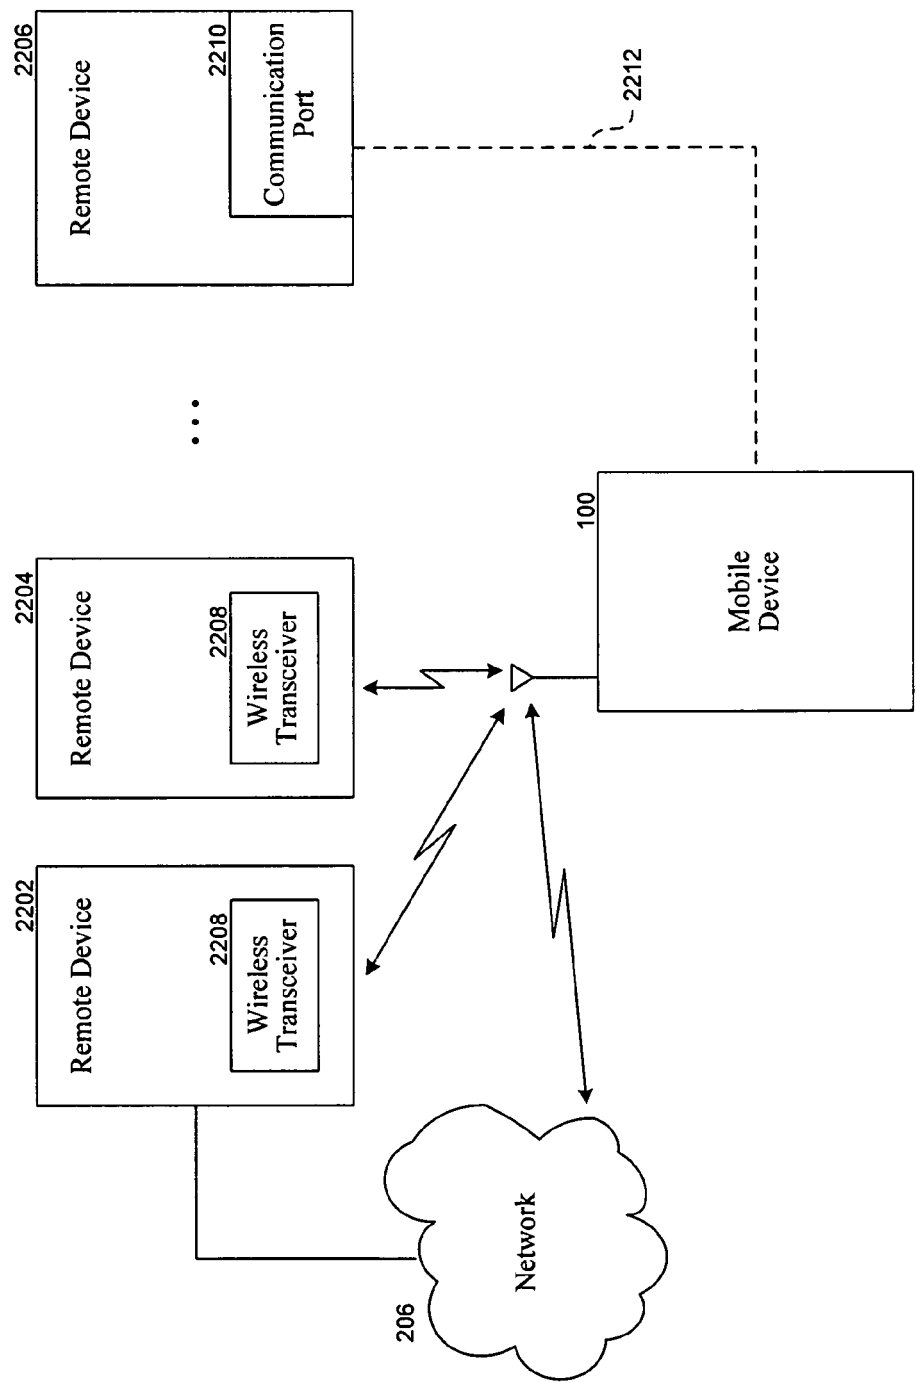 2202
Remote Device
2208
Wireless
Transceiver
2204
Remote Device
2208
Wireless
Transceiver
...
2206
Remote Device
2210
Communication
Port
2212
206
Network
100
Mobile
Device